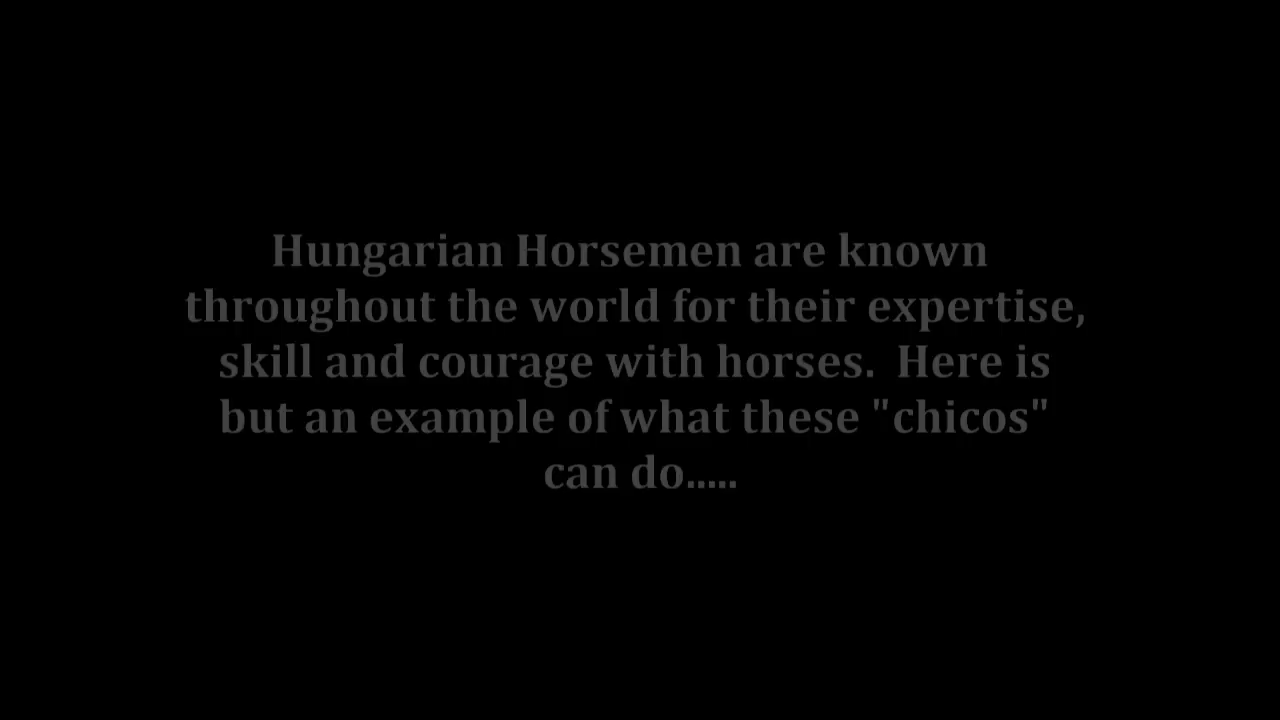 Hungarian Horsemen are known
throughout the world for their expertise,
skill and courage with horses.  Here is
but an example of what these "chicos"
can do.....